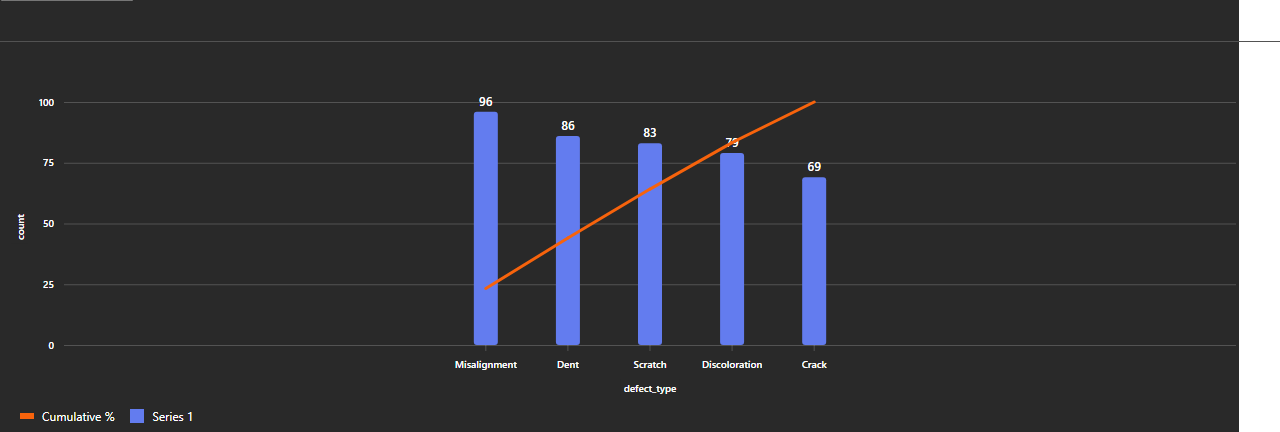 96
100
86
83
79
75
69
50
count
25
0
Misalignment Dent Scratch Discoloration Crack
defect_type
Cumulative % Series 1